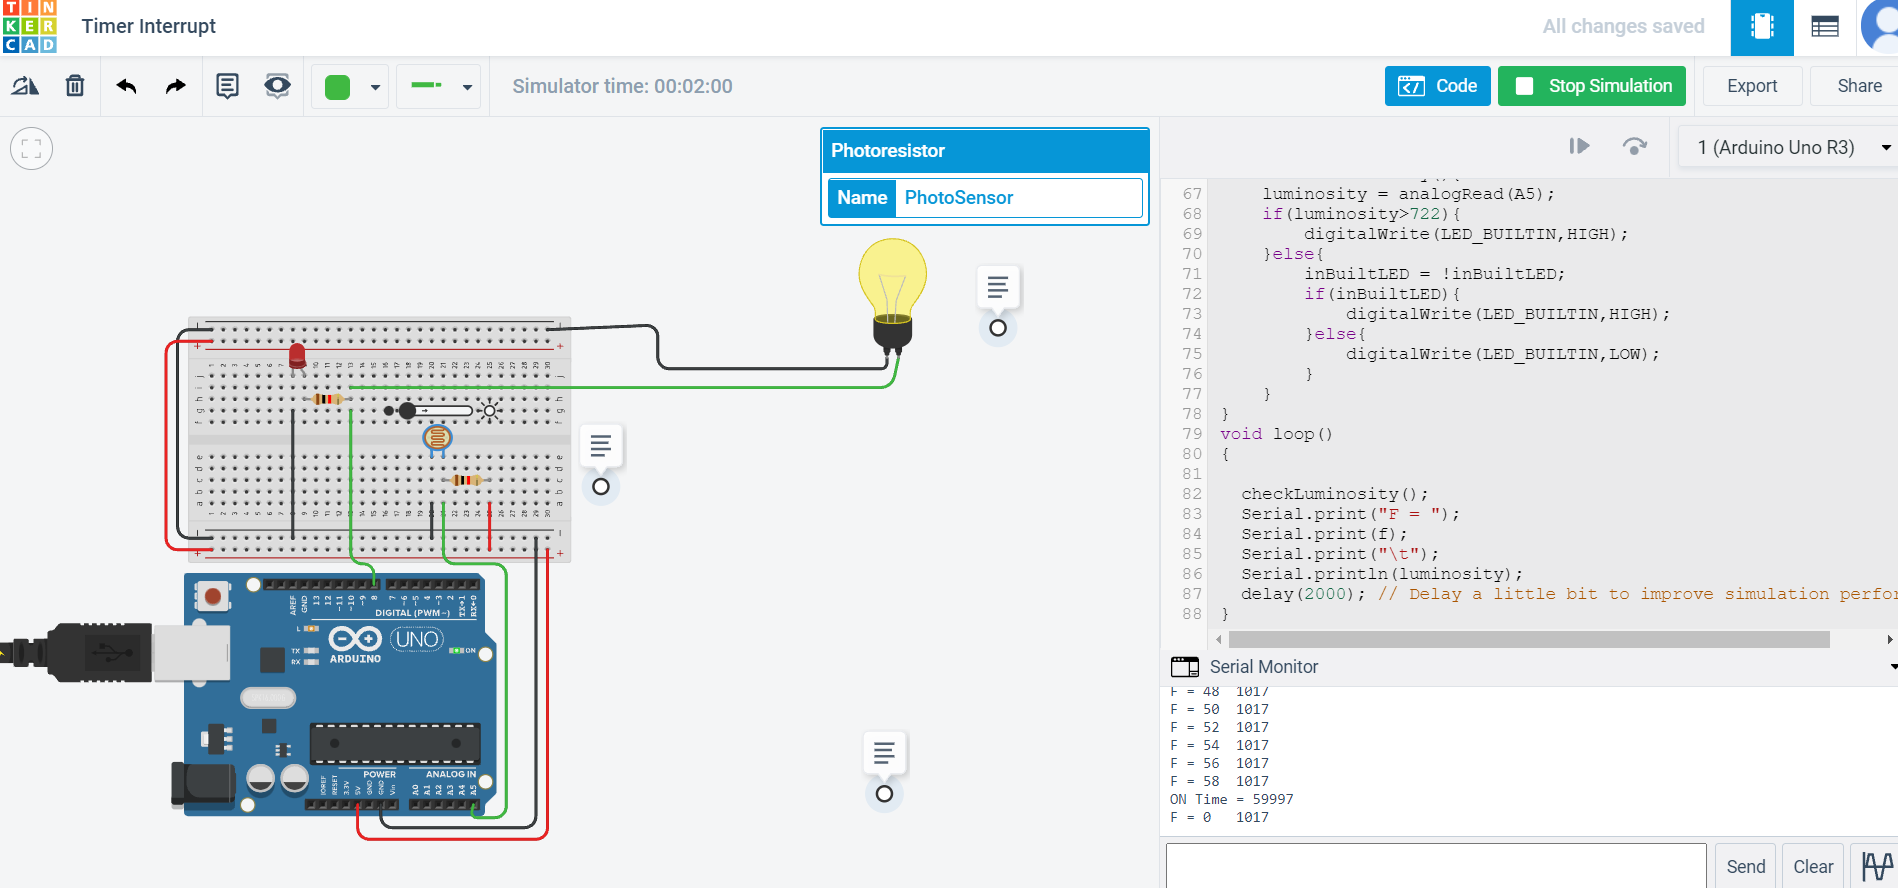 TIN
KER
CAD
Timer Interrupt
All changes saved
Simulator time: 00:02:00
Code
Stop Simulation
Export
Share
Photoresistor
Name PhotoSensor
1 (Arduino Uno R3)
67 luminosity = analogRead(A5);
68 if(luminosity>722){
69 digitalWrite(LED_BUILTIN,HIGH);
70 }else{
71 inBuiltLED = !inBuiltLED;
72 if(inBuiltLED){
73 digitalWrite(LED_BUILTIN,HIGH);
74 }else{
75 digitalWrite(LED_BUILTIN,LOW);
76 }
77 }
78 }
79 void loop()
80 {
81
82 checkLuminosity();
83 Serial.print("F = ");
84 Serial.print(f);
85 Serial.print("\t");
86 Serial.println(luminosity);
87 delay(2000); // Delay a little bit to improve simulation perfor
88 }
Serial Monitor
F = 48 1017
F = 50 1017
F = 52 1017
F = 54 1017
F = 56 1017
F = 58 1017
ON Time = 59997
F = 0 1017
Send
Clear
AREF GND 13 12 ~11 ~10 ~9 8 7 ~6 ~5 4 ~3 2 TX→1 RX←0
DIGITAL (PWM~)
L
TX
RX
ARDUINO
UNO
ON
POWER
ANALOG IN
IOREF RESET 3.3V 5V GND GND Vin A0 A1 A2 A3 A4 A5